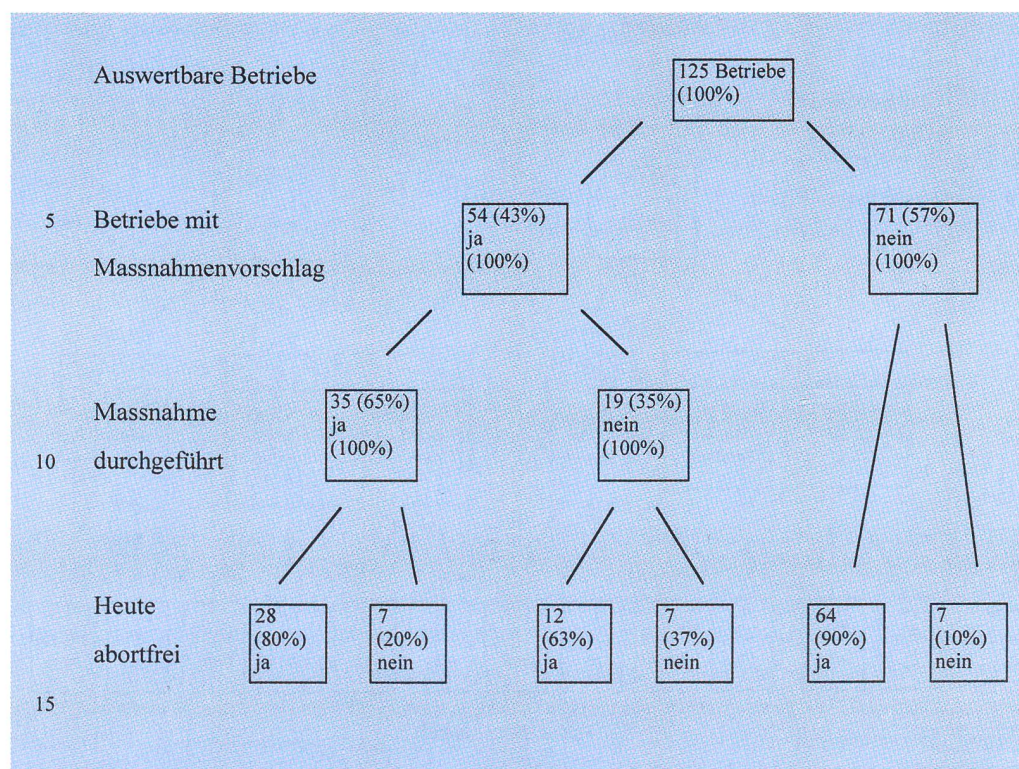 Auswertbare Betriebe
125 Betriebe
(100%)
5
Betriebe mit
Massnahmenvorschlag
54 (43%)
ja
(100%)
71 (57%)
nein
(100%)
Massnahme
10
durchgeführt
35 (65%)
ja
(100%)
19 (35%)
nein
(100%)
Heute
abortfrei
28
(80%)
ja
7
(20%)
nein
12
(63%)
ja
7
(37%)
nein
64
(90%)
ja
7
(10%)
nein
15